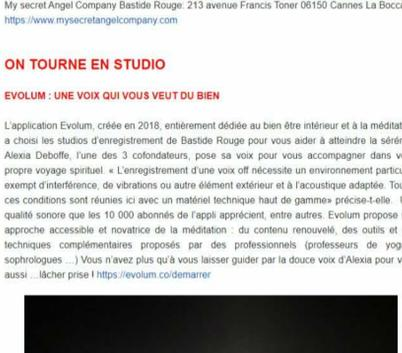 My secret Angel Company Bastide Rouge: 213 avenue Francis Toner 06150 Cannes La Bocca
https://www.mysecretangelcompany.com
ON TOURNE EN STUDIO
EVOLUM : UNE VOIX QUI VOUS VEUT DU BIEN
L'application Evolum, créée en 2018, entièrement dédiée au bien être intérieur et à la méditat
a choisi les studios d'enregistrement de Bastide Rouge pour vous aider à atteindre la séré
Alexia Deboffe, l'une des 3 cofondateurs, pose sa voix pour vous accompagner dans v
propre voyage spirituel. « L'enregistrement d'une voix off nécessite un environnement particu
exempt d'interférence, de vibrations ou autre élément extérieur et à l'acoustique adaptée. Tou
ces conditions sont réunies ici avec un matériel technique haut de gamme» précise-t-elle.
qualité sonore que les 10 000 abonnés de l'appli apprécient, entre autres. Evolum propose
approche accessible et novatrice de la méditation : du contenu renouvelé, des outils et
techniques complémentaires proposés par des professionnels (professeurs de yoga
sophrologues ...) Vous n'avez plus qu'à vous laisser guider par la douce voix d'Alexia pour v
aussi ...lâcher prise ! https://evolum.co/demarrer